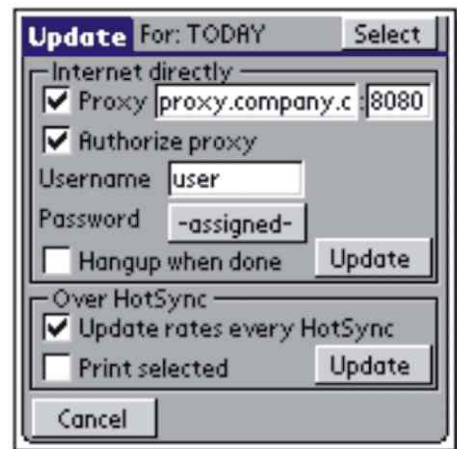 Update For: TODAY Select
Internet directly
Proxy proxy.company.c :8080
Authorize proxy
Username user
Password -assigned-
Hangup when done Update
Over HotSync
Update rates every HotSync
Print selected Update
Cancel